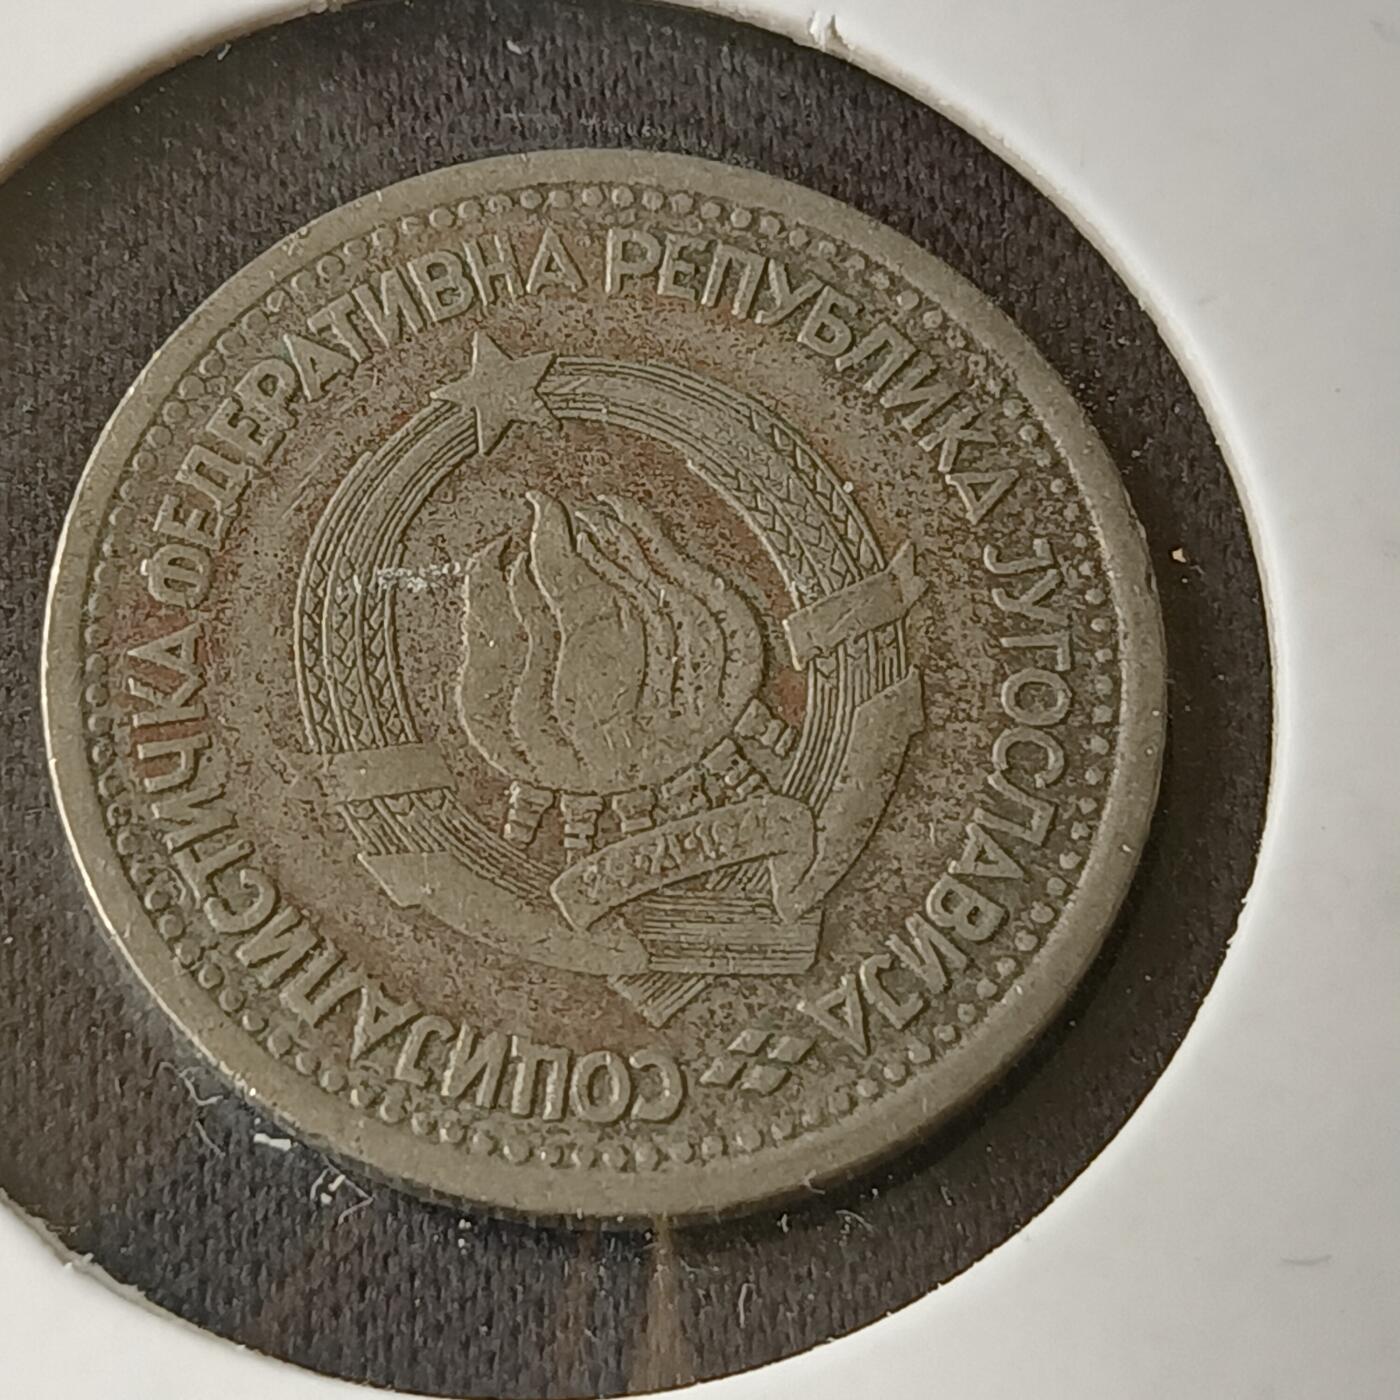 СОЦИЈАЛИСТИЧКА ФЕДЕРАТИВНА РЕПУБЛИКА ЈУГОСЛАВИЈА